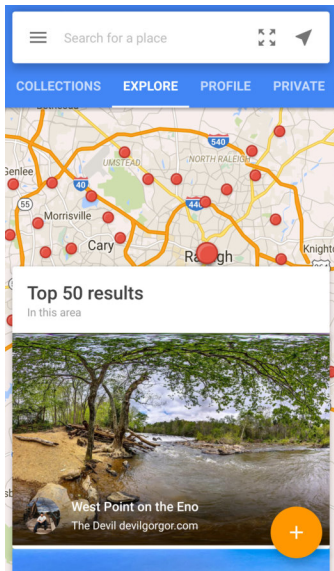 Search for a place
COLLECTIONS
EXPLORE
PROFILE
PRIVATE
540
UMSTEAD
NORTH RALEIGH
40
440
55
Morrisville
Cary
Top 50 results
In this area
West Point on the Eno
The Devil devilgorgor.com
+